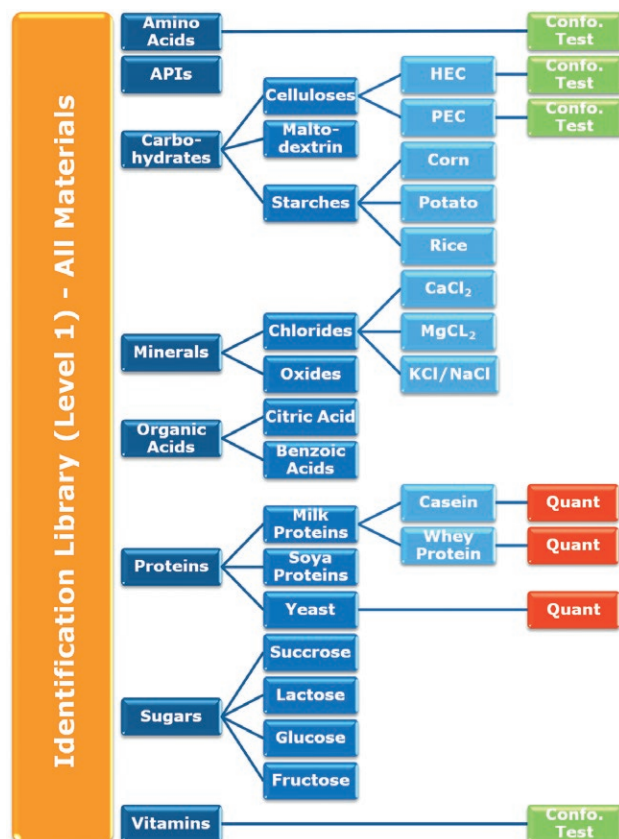 Identification Library (Level 1) - All Materials
Amino
Acids
Confo.
Test
APIs
Carbo-
hydrates
Celluloses
HEC
Confo.
Test
PEC
Confo.
Test
Malto-
dextrin
Starches
Corn
Potato
Rice
Minerals
Chlorides
CaCl₂
MgCL₂
KCl/NaCl
Oxides
Organic
Acids
Citric Acid
Benzoic
Acids
Proteins
Milk
Proteins
Casein
Quant
Whey
Protein
Quant
Soya
Proteins
Yeast
Quant
Sugars
Succrose
Lactose
Glucose
Fructose
Vitamins
Confo.
Test